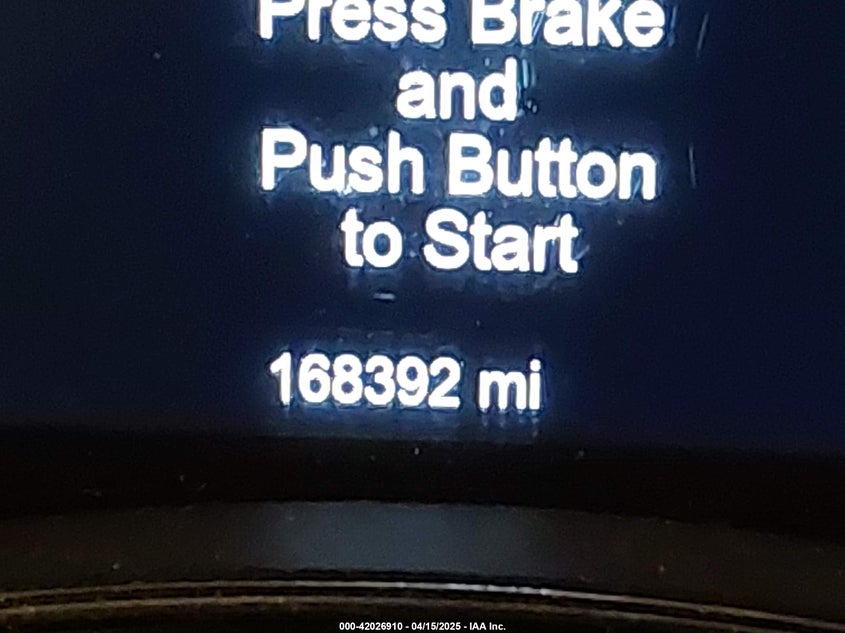 Press Brake
and
Push Button
to Start
168392 mi
000-42026910 - 04/15/2025 - IAA Inc.